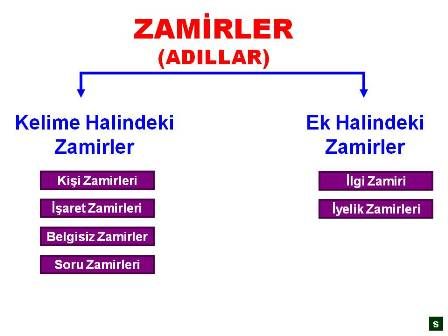 ZAMİRLER
(ADILLAR)
Kelime Halindeki
Zamirler
Kişi Zamirleri
İşaret Zamirleri
Belgisiz Zamirler
Soru Zamirleri
Ek Halindeki
Zamirler
İlgi Zamiri
İyelik Zamirleri
S